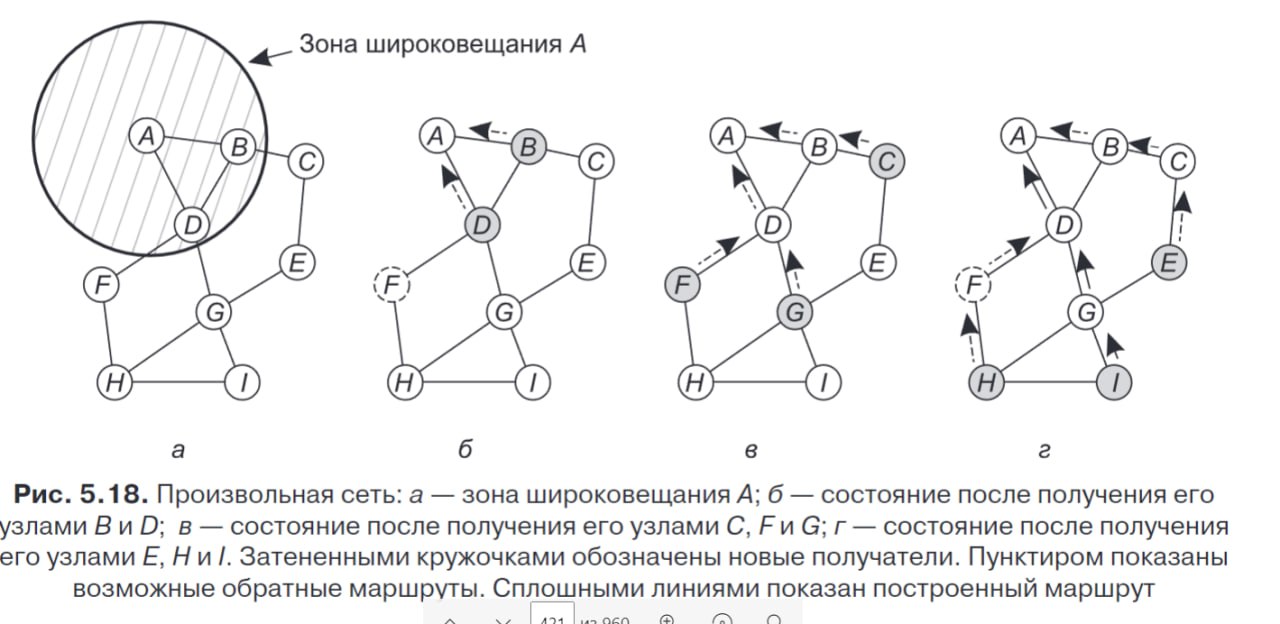 Зона широковещания A
A
B
C
D
E
F
G
H
I
A
B
C
D
E
F
G
H
I
A
B
C
D
E
F
G
H
I
A
B
C
D
E
F
G
H
I
а
б
в
г
Рис. 5.18. Произвольная сеть: а — зона широковещания A; б — состояние после получения его
узлами B и D; в — состояние после получения его узлами C, F и G; г — состояние после получения
его узлами E, H и I. Затененными кружочками обозначены новые получатели. Пунктиром показаны
возможные обратные маршруты. Сплошными линиями показан построенный маршрут
421 из 960